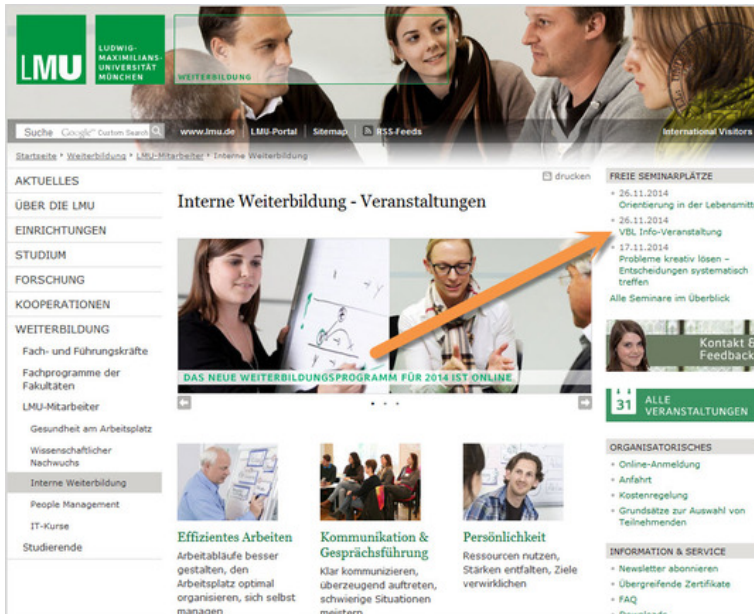 LMU
LUDWIG-
MAXIMILIANS-
UNIVERSITÄT
MÜNCHEN
WEITERBILDUNG
Suche Google™ Custom Search
www.lmu.de
LMU-Portal
Sitemap
RSS-Feeds
International Visitors
Startseite
Weiterbildung
LMU-Mitarbeiter
Interne Weiterbildung
AKTUELLES
ÜBER DIE LMU
EINRICHTUNGEN
STUDIUM
FORSCHUNG
KOOPERATIONEN
WEITERBILDUNG
Fach- und Führungskräfte
Fachprogramme der
Fakultäten
LMU-Mitarbeiter
Gesundheit am Arbeitsplatz
Wissenschaftlicher
Nachwuchs
Interne Weiterbildung
People Management
IT-Kurse
Studierende
drucken
Interne Weiterbildung - Veranstaltungen
DAS NEUE WEITERBILDUNGSPROGRAMM FÜR 2014 IST ONLINE
Effizientes Arbeiten
Arbeitabläufe besser
gestalten, den
Arbeitsplatz optimal
organisieren, sich selbst
managen
Kommunikation &
Gesprächsführung
Klar kommunizieren,
überzeugend auftreten,
schwierige Situationen
meistern
Persönlichkeit
Ressourcen nutzen,
Stärken entfalten, Ziele
verwirklichen
FREIE SEMINARPLÄTZE
26.11.2014
Orientierung in der Lebensmitt
26.11.2014
VBL Info-Veranstaltung
17.11.2014
Probleme kreativ lösen –
Entscheidungen systematisch
treffen
Alle Seminare im Überblick
Kontakt &
Feedback
31
ALLE
VERANSTALTUNGEN
ORGANISATORISCHES
Online-Anmeldung
Anfahrt
Kostenregelung
Grundsätze zur Auswahl von
Teilnehmenden
INFORMATION & SERVICE
Newsletter abonnieren
Übergreifende Zertifikate
FAQ
Downloads